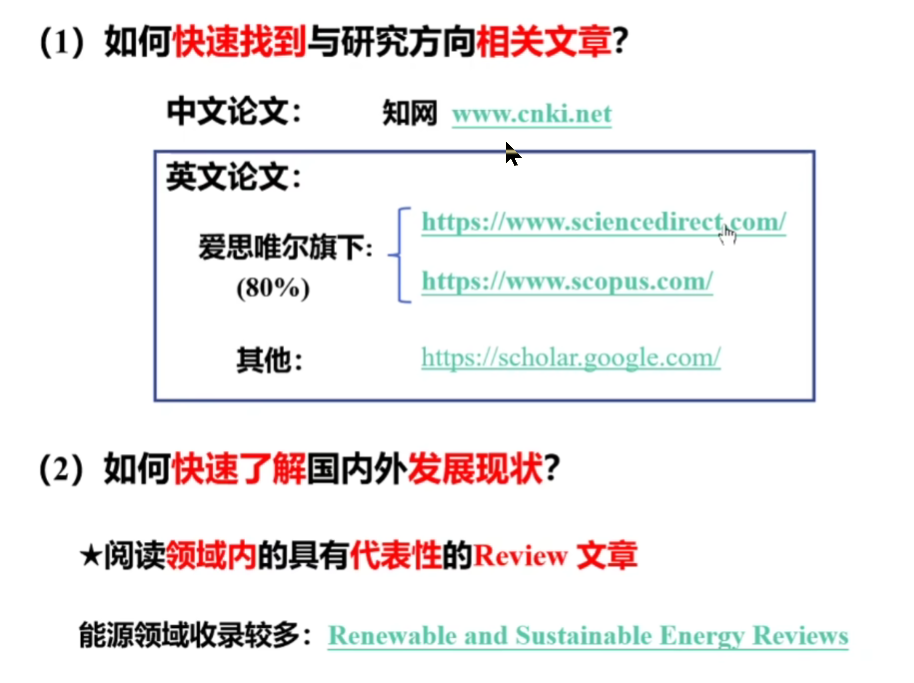 （1）如何快速找到与研究方向相关文章？
中文论文： 知网 www.cnki.net
英文论文：
爱思唯尔旗下: https://www.sciencedirect.com/
(80%) https://www.scopus.com/
其他： https://scholar.google.com/
（2）如何快速了解国内外发展现状？
★阅读领域内的具有代表性的Review 文章
能源领域收录较多： Renewable and Sustainable Energy Reviews